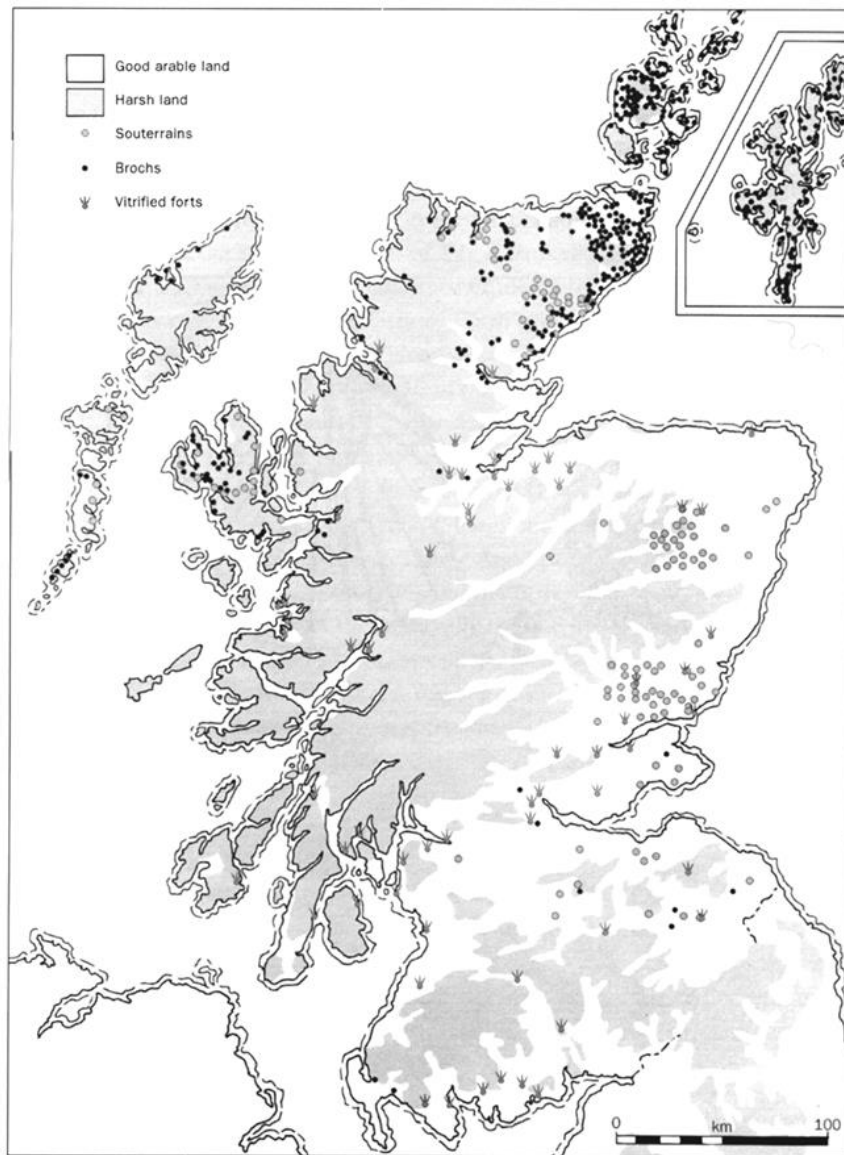 Good arable land
Harsh land
Souterrains
Brochs
Vitrified forts
0 km 100